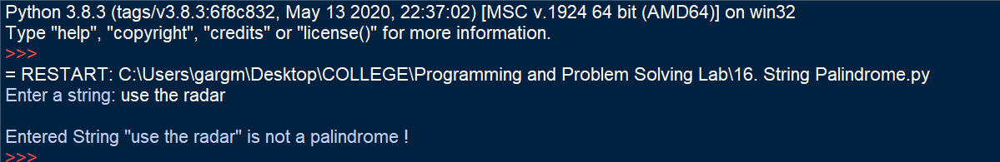 Python 3.8.3 (tags/v3.8.3:6f8c832, May 13 2020, 22:37:02) [MSC v.1924 64 bit (AMD64)] on win32
Type "help", "copyright", "credits" or "license()" for more information.
>>>
= RESTART: C:\Users\gargm\Desktop\COLLEGE\Programming and Problem Solving Lab\16. String Palindrome.py
Enter a string: use the radar
Entered String "use the radar" is not a palindrome !
>>>